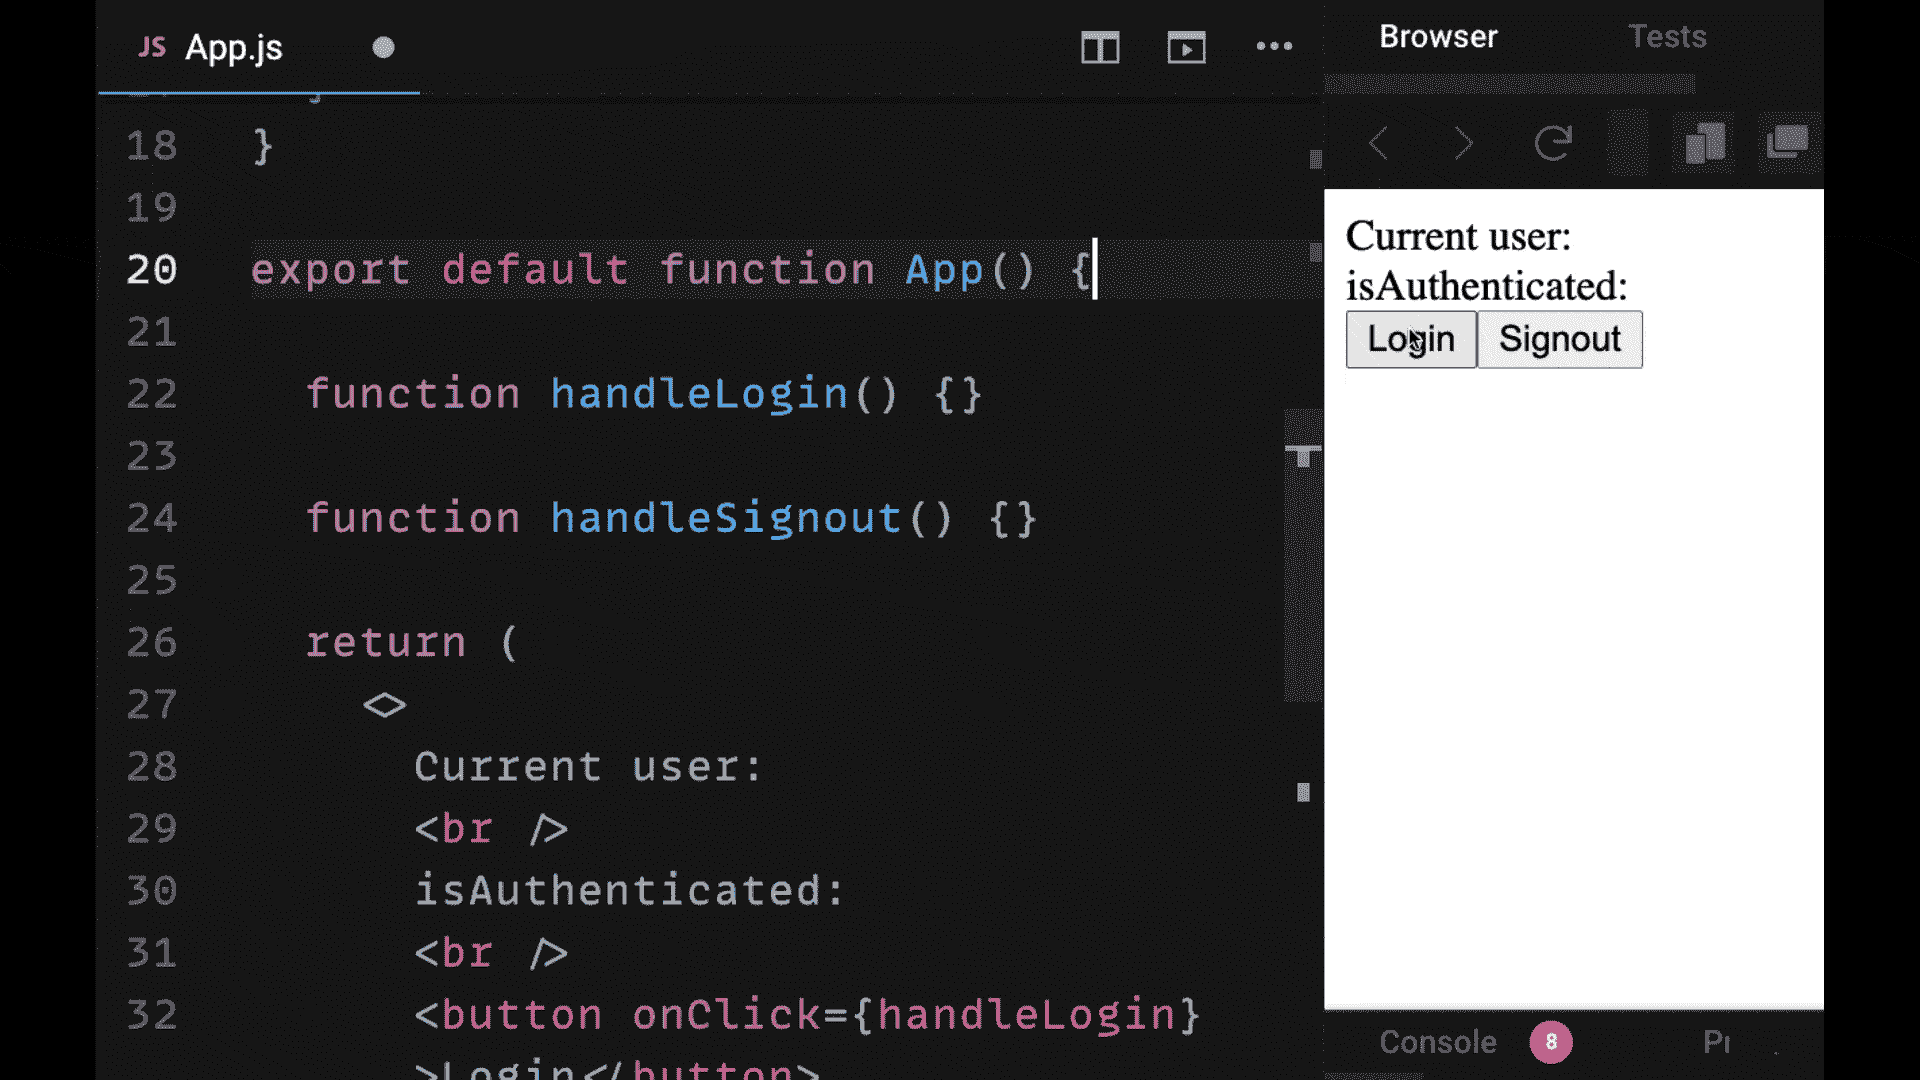 JS App.js
18 }
19
20 export default function App() {
21
22 function handleLogin() {}
23
24 function handleSignout() {}
25
26 return (
27 <>
28 Current user:
29 <br />
30 isAuthenticated:
31 <br />
32 <button onClick={handleLogin}
>Login</button>
Browser Tests
Current user:
isAuthenticated:
Login Signout
Console 8